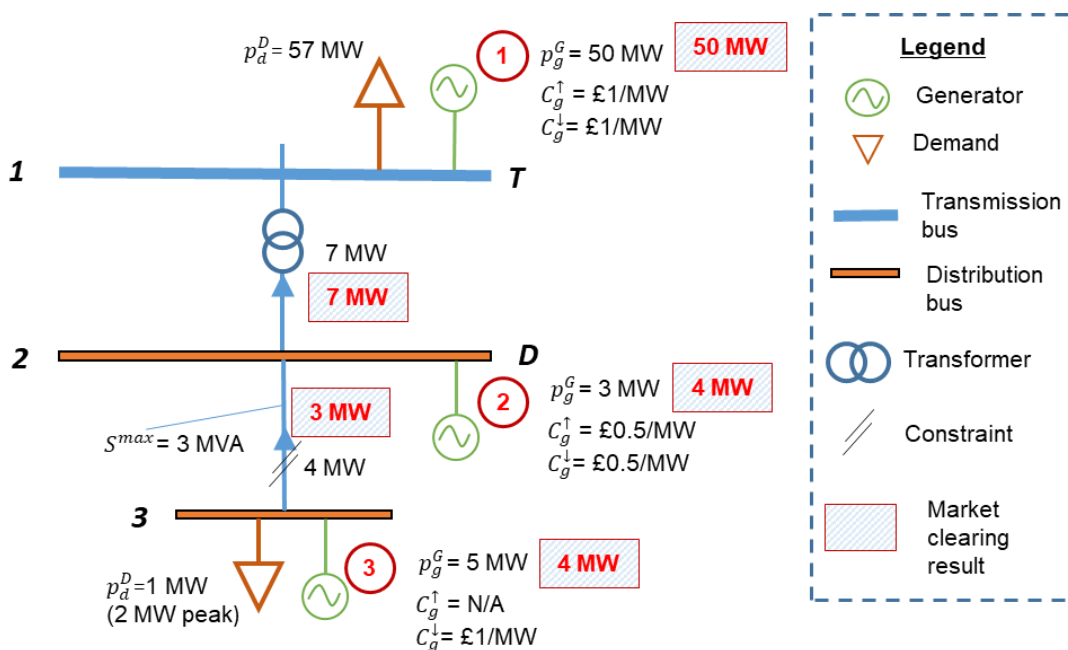 p_d^D = 57 MW
1
p_g^G = 50 MW
50 MW
C_g^↑ = £1/MW
C_g^↓= £1/MW
1
T
7 MW
7 MW
2
D
S^max = 3 MVA
3 MW
4 MW
2
p_g^G = 3 MW
4 MW
C_g^↑ = £0.5/MW
C_g^↓= £0.5/MW
3
p_d^D=1 MW
(2 MW peak)
3
p_g^G = 5 MW
4 MW
C_g^↑ = N/A
C_g^↓= £1/MW
Legend
Generator
Demand
Transmission
bus
Distribution
bus
Transformer
Constraint
Market
clearing
result